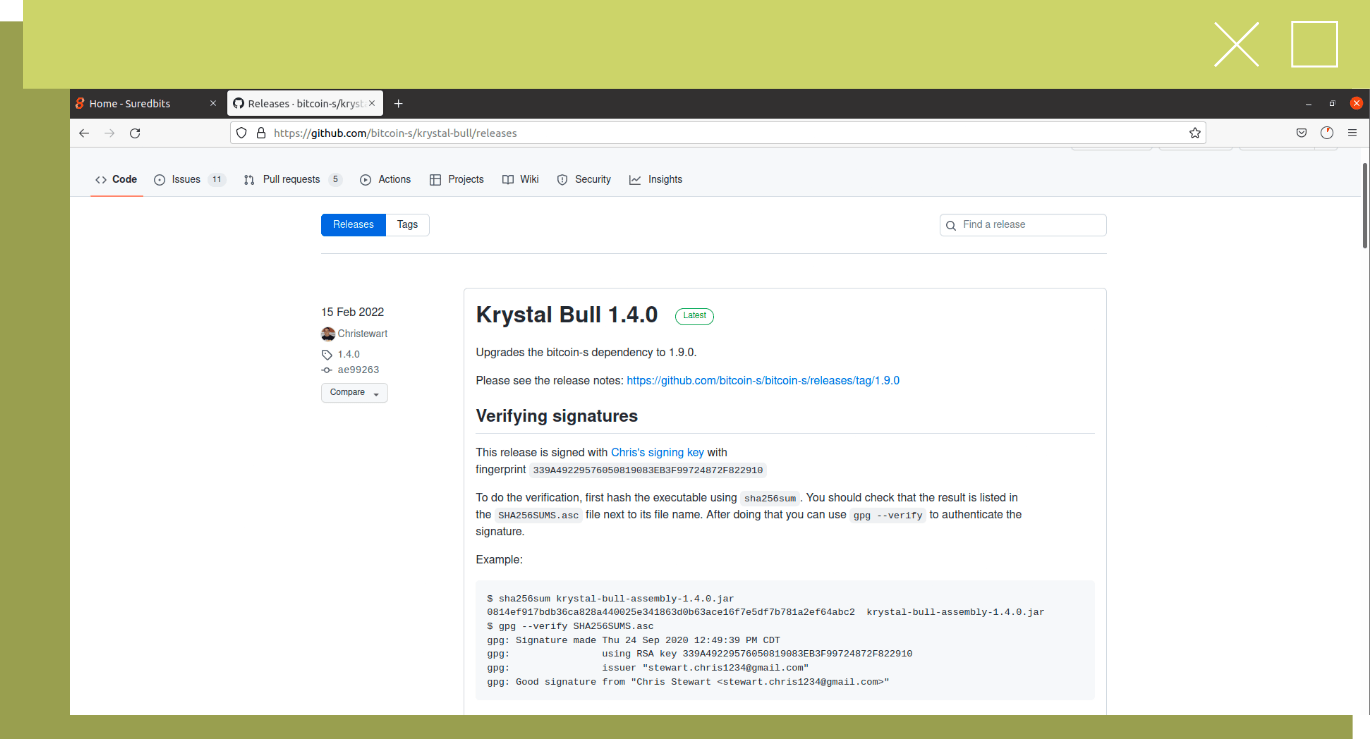 Home - Suredbits
Releases · bitcoin-s/kryst
https://github.com/bitcoin-s/krystal-bull/releases
Code Issues 11 Pull requests 5 Actions Projects Wiki Security Insights
Releases Tags Find a release
15 Feb 2022
Christewart
1.4.0
ae99263
Compare
Krystal Bull 1.4.0 Latest
Upgrades the bitcoin-s dependency to 1.9.0.
Please see the release notes: https://github.com/bitcoin-s/bitcoin-s/releases/tag/1.9.0
Verifying signatures
This release is signed with Chris's signing key with
fingerprint 339A49229576050819083EB3F99724872F822910
To do the verification, first hash the executable using sha256sum . You should check that the result is listed in
the SHA256SUMS.asc file next to its file name. After doing that you can use gpg --verify to authenticate the
signature.
Example:
$ sha256sum krystal-bull-assembly-1.4.0.jar
0814ef917bdb36ca828a440025e341863d0b63ace16f7e5df7b781a2ef64abc2  krystal-bull-assembly-1.4.0.jar
$ gpg --verify SHA256SUMS.asc
gpg: Signature made Thu 24 Sep 2020 12:49:39 PM CDT
gpg:                using RSA key 339A49229576050819083EB3F99724872F822910
gpg:                issuer "stewart.chris1234@gmail.com"
gpg: Good signature from "Chris Stewart <stewart.chris1234@gmail.com>"